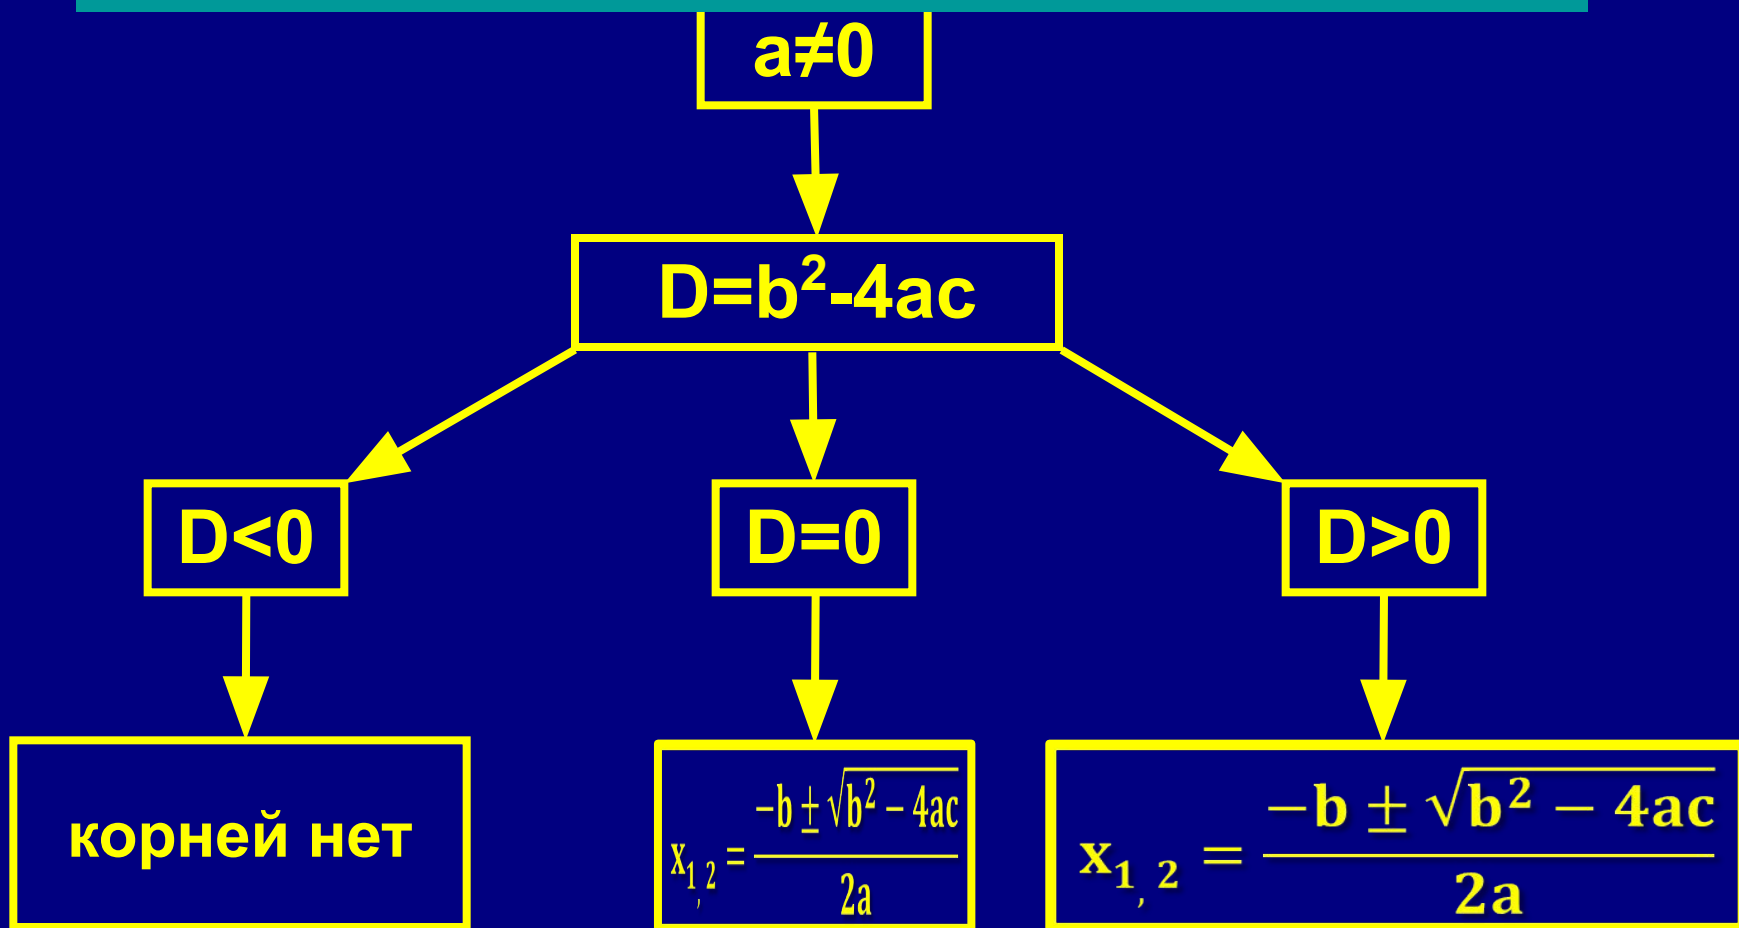 a≠0
D=b²-4ac
D<0
D=0
D>0
корней нет
x₁,₂ = (−b ± √(b² − 4ac)) / 2a
x₁,₂ = (−b ± √(b² − 4ac)) / 2a